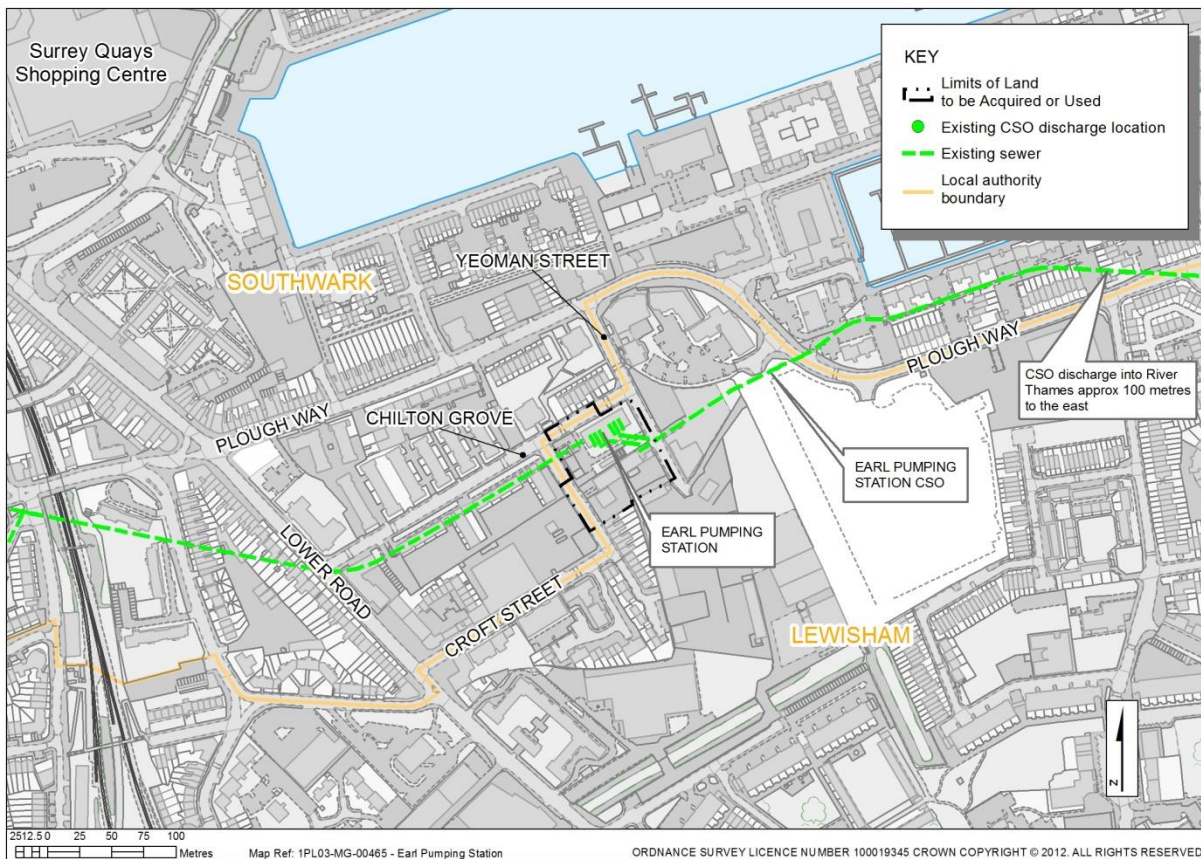 Surrey Quays
Shopping Centre
KEY
Limits of Land
to be Acquired or Used
Existing CSO discharge location
Existing sewer
Local authority
boundary
SOUTHWARK
YEOMAN STREET
PLOUGH WAY
CSO discharge into River
Thames approx 100 metres
to the east
PLOUGH WAY
CHILTON GROVE
EARL PUMPING
STATION CSO
EARL PUMPING
STATION
LOWER ROAD
CROFT STREET
LEWISHAM
N
25 12.5 0 25 50 75 100
Metres
Map Ref: 1PL03-MG-00465 - Earl Pumping Station
ORDNANCE SURVEY LICENCE NUMBER 100019345 CROWN COPYRIGHT © 2012. ALL RIGHTS RESERVED